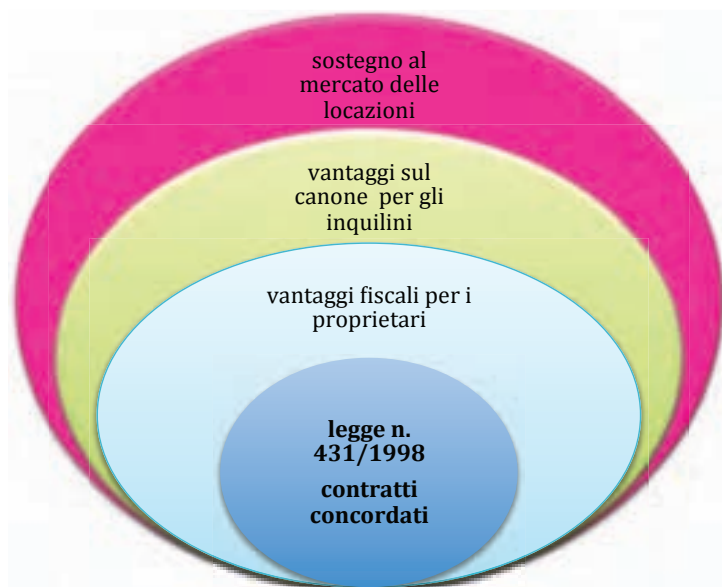 sostegno al
mercato delle
locazioni
vantaggi sul
canone per gli
inquilini
vantaggi fiscali per i
proprietari
legge n.
431/1998
contratti
concordati